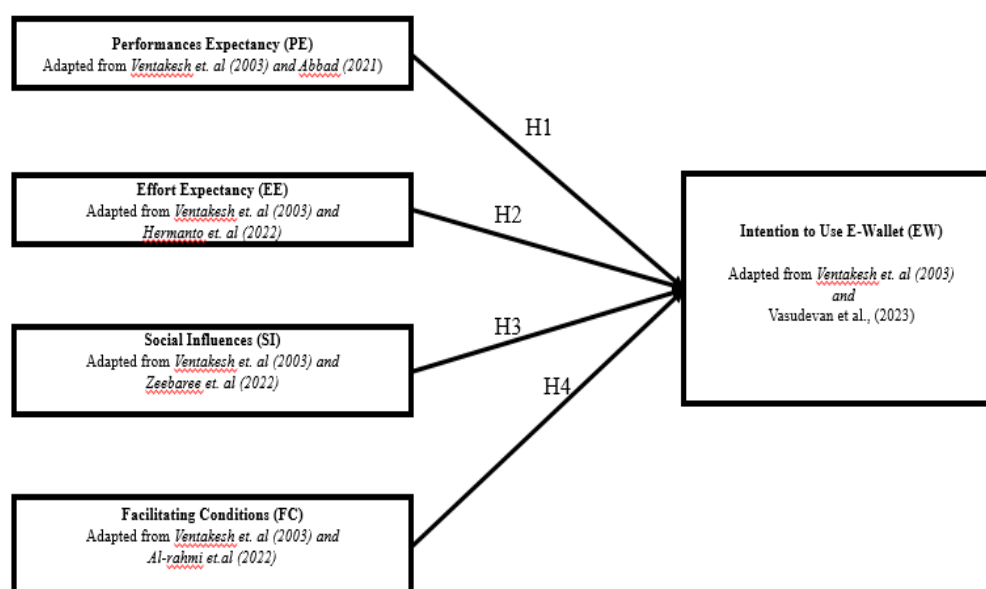 Performances Expectancy (PE)
Adapted from Ventakesh et. al (2003) and Abbad (2021)
H1
Effort Expectancy (EE)
Adapted from Ventakesh et. al (2003) and
Hermanto et. al (2022)
H2
Intention to Use E-Wallet (EW)
Adapted from Ventakesh et. al (2003)
and
Vasudevan et al., (2023)
Social Influences (SI)
Adapted from Ventakesh et. al (2003) and
Zeebaree et. al (2022)
H3
H4
Facilitating Conditions (FC)
Adapted from Ventakesh et. al (2003) and
Al-rahmi et.al (2022)